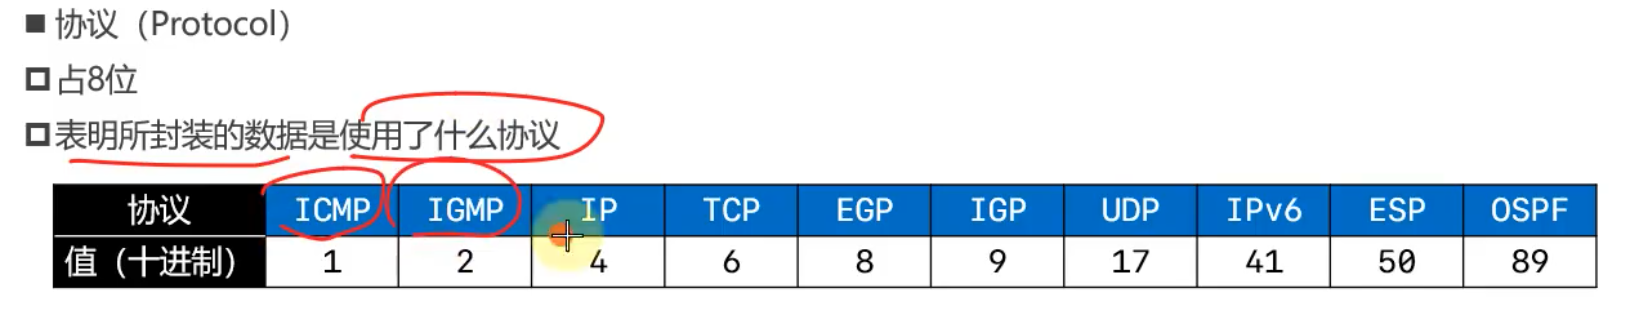 ■ 协议（Protocol）
占8位
表明所封装的数据是使用了什么协议
协议 ICMP IGMP IP TCP EGP IGP UDP IPv6 ESP OSPF
值（十进制） 1 2 4 6 8 9 17 41 50 89